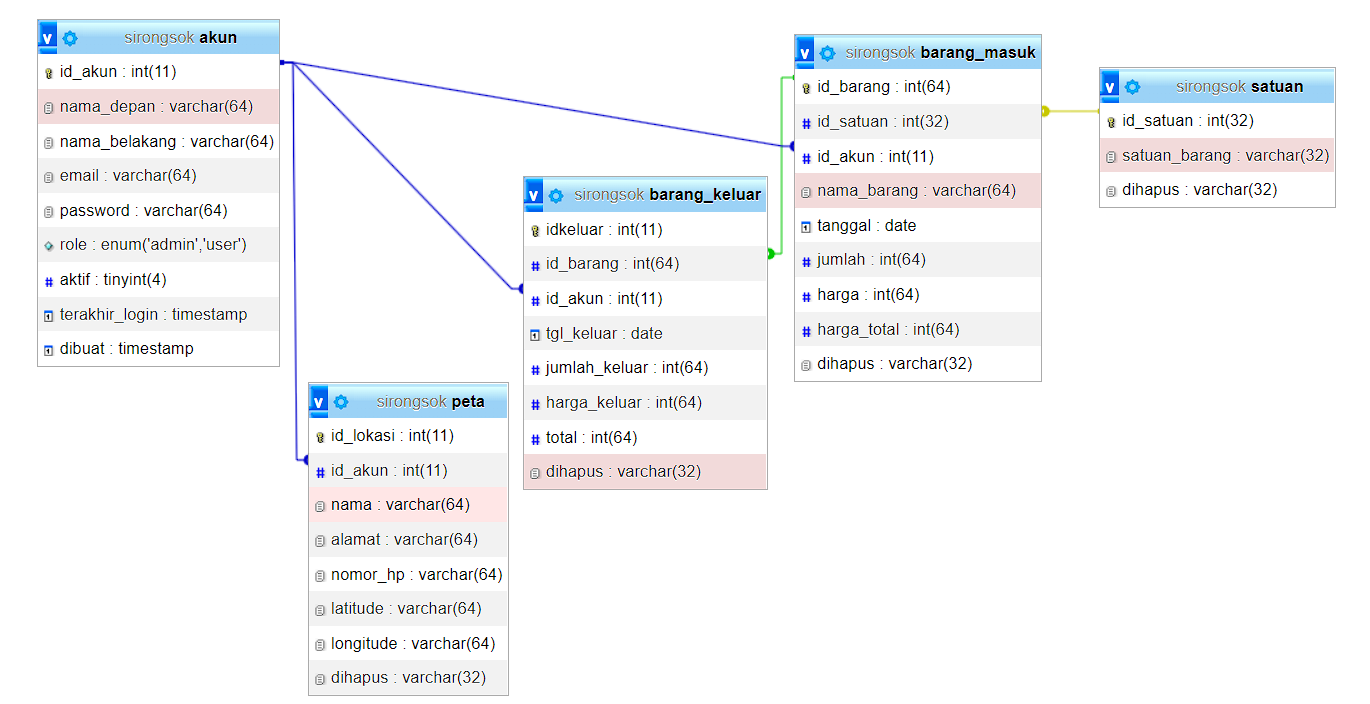 sirongsok akun
id_akun : int(11)
nama_depan : varchar(64)
nama_belakang : varchar(64)
email : varchar(64)
password : varchar(64)
role : enum('admin','user')
aktif : tinyint(4)
terakhir_login : timestamp
dibuat : timestamp
sirongsok peta
id_lokasi : int(11)
id_akun : int(11)
nama : varchar(64)
alamat : varchar(64)
nomor_hp : varchar(64)
latitude : varchar(64)
longitude : varchar(64)
dihapus : varchar(32)
sirongsok barang_keluar
idkeluar : int(11)
id_barang : int(64)
id_akun : int(11)
tgl_keluar : date
jumlah_keluar : int(64)
harga_keluar : int(64)
total : int(64)
dihapus : varchar(32)
sirongsok barang_masuk
id_barang : int(64)
id_satuan : int(32)
id_akun : int(11)
nama_barang : varchar(64)
tanggal : date
jumlah : int(64)
harga : int(64)
harga_total : int(64)
dihapus : varchar(32)
sirongsok satuan
id_satuan : int(32)
satuan_barang : varchar(32)
dihapus : varchar(32)